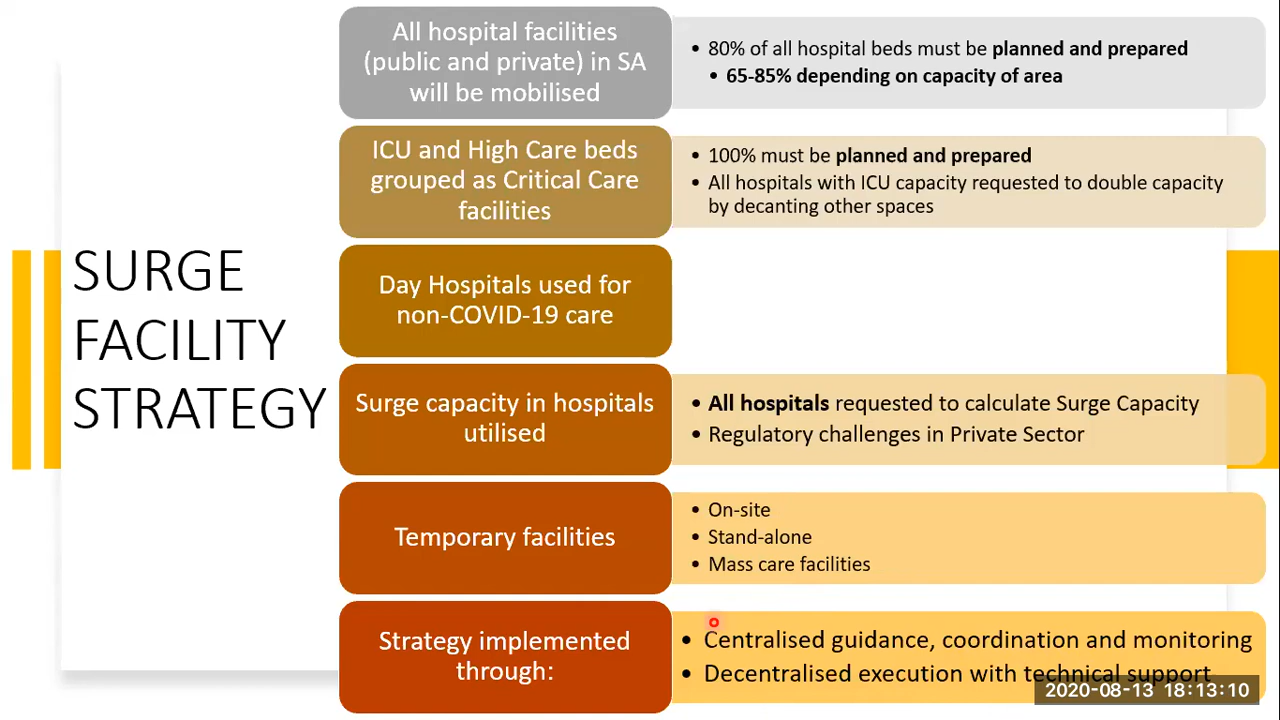 SURGE
FACILITY
STRATEGY
All hospital facilities
(public and private) in SA
will be mobilised
• 80% of all hospital beds must be planned and prepared
• 65-85% depending on capacity of area
ICU and High Care beds
grouped as Critical Care
facilities
• 100% must be planned and prepared
• All hospitals with ICU capacity requested to double capacity
by decanting other spaces
Day Hospitals used for
non-COVID-19 care
Surge capacity in hospitals
utilised
• All hospitals requested to calculate Surge Capacity
• Regulatory challenges in Private Sector
Temporary facilities
• On-site
• Stand-alone
• Mass care facilities
Strategy implemented
through:
• Centralised guidance, coordination and monitoring
• Decentralised execution with technical support
2020-08-13 18:13:10